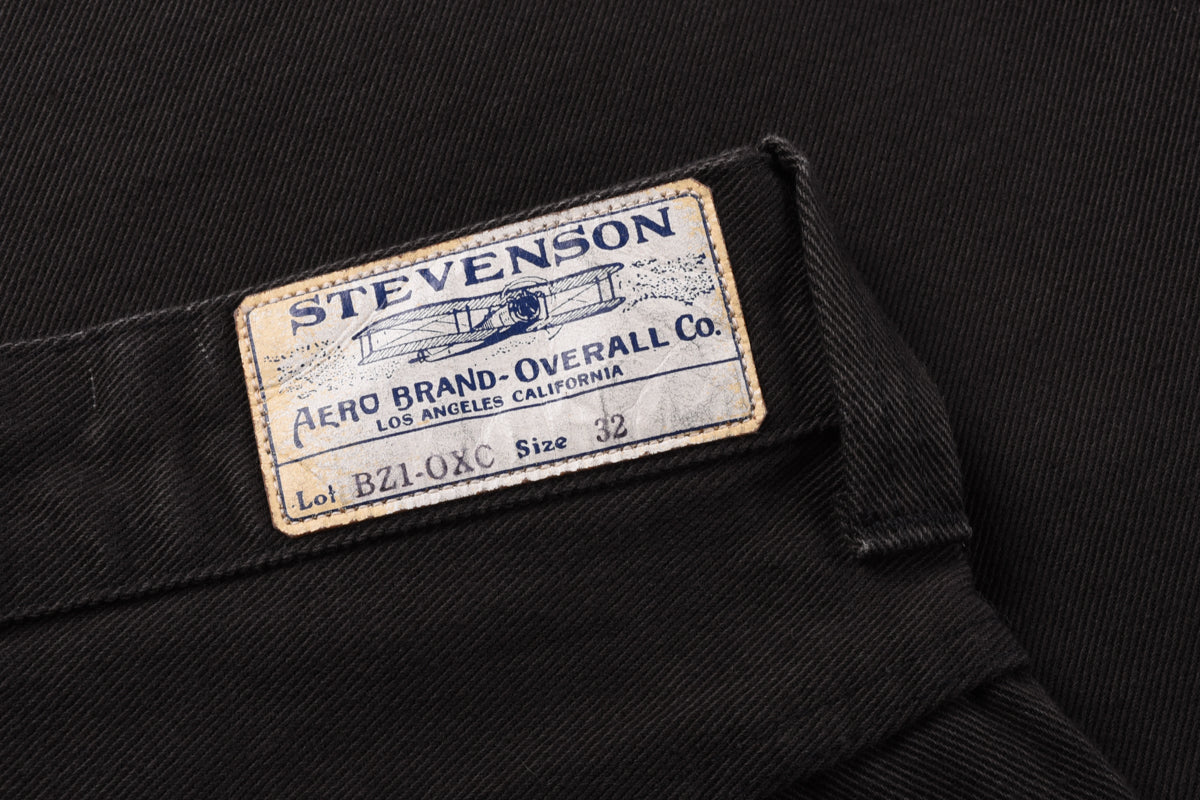 STEVENSON
AERO BRAND-OVERALL CO.
LOS ANGELES CALIFORNIA
Lot BZ1-OXC Size 32